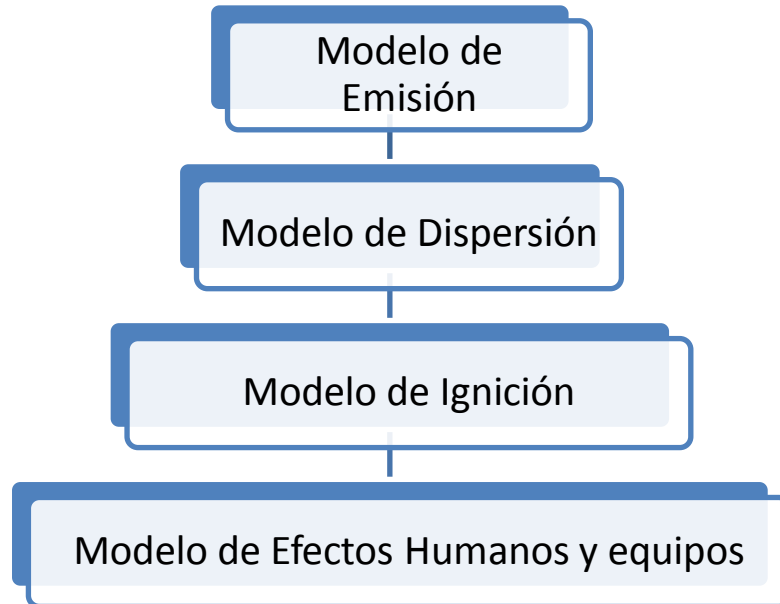 Modelo de
Emisión
Modelo de Dispersión
Modelo de Ignición
Modelo de Efectos Humanos y equipos